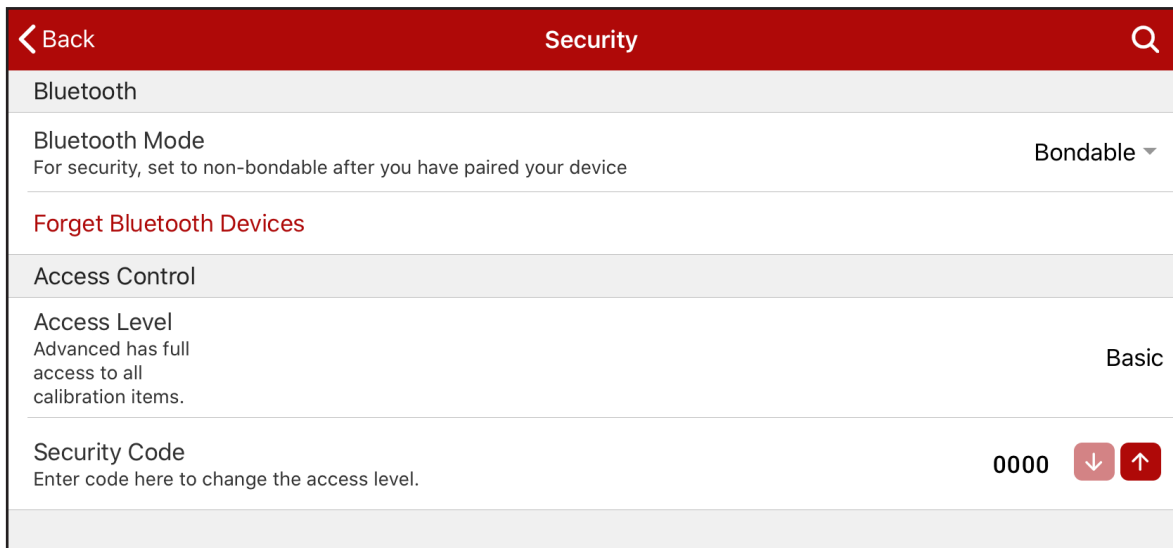 Back
Security
Bluetooth
Bluetooth Mode
For security, set to non-bondable after you have paired your device
Bondable
Forget Bluetooth Devices
Access Control
Access Level
Advanced has full
access to all
calibration items.
Basic
Security Code
Enter code here to change the access level.
0000